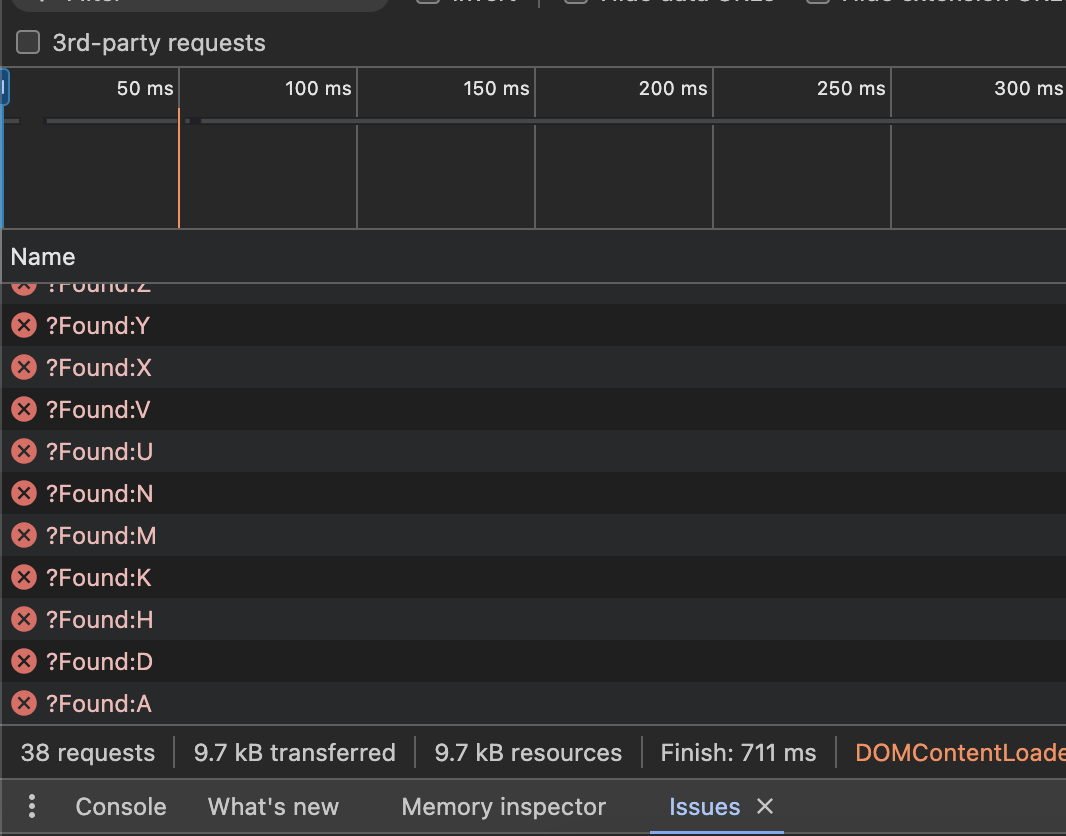 3rd-party requests
50 ms 100 ms 150 ms 200 ms 250 ms 300 ms
Name
?Found:Z
?Found:Y
?Found:X
?Found:V
?Found:U
?Found:N
?Found:M
?Found:K
?Found:H
?Found:D
?Found:A
38 requests 9.7 kB transferred 9.7 kB resources Finish: 711 ms DOMContentLoade
Console What's new Memory inspector Issues